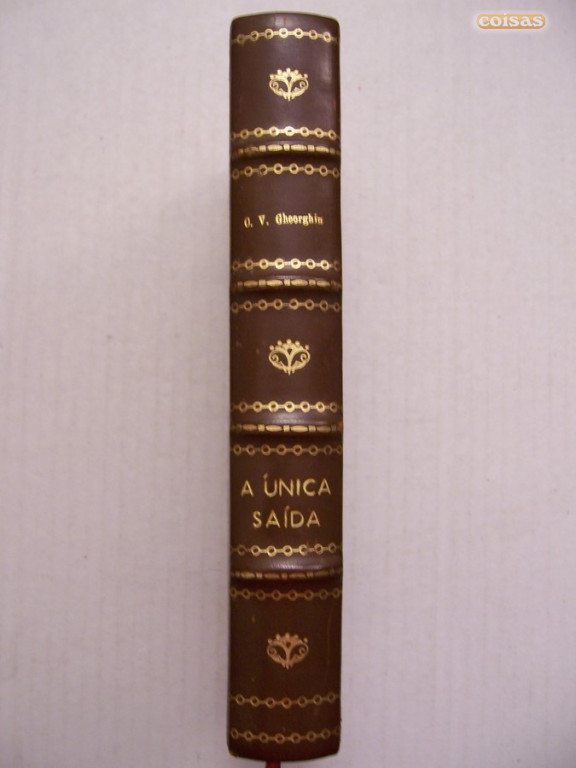 coisas
C. V. Gheorghiu
A ÚNICA
SAÍDA